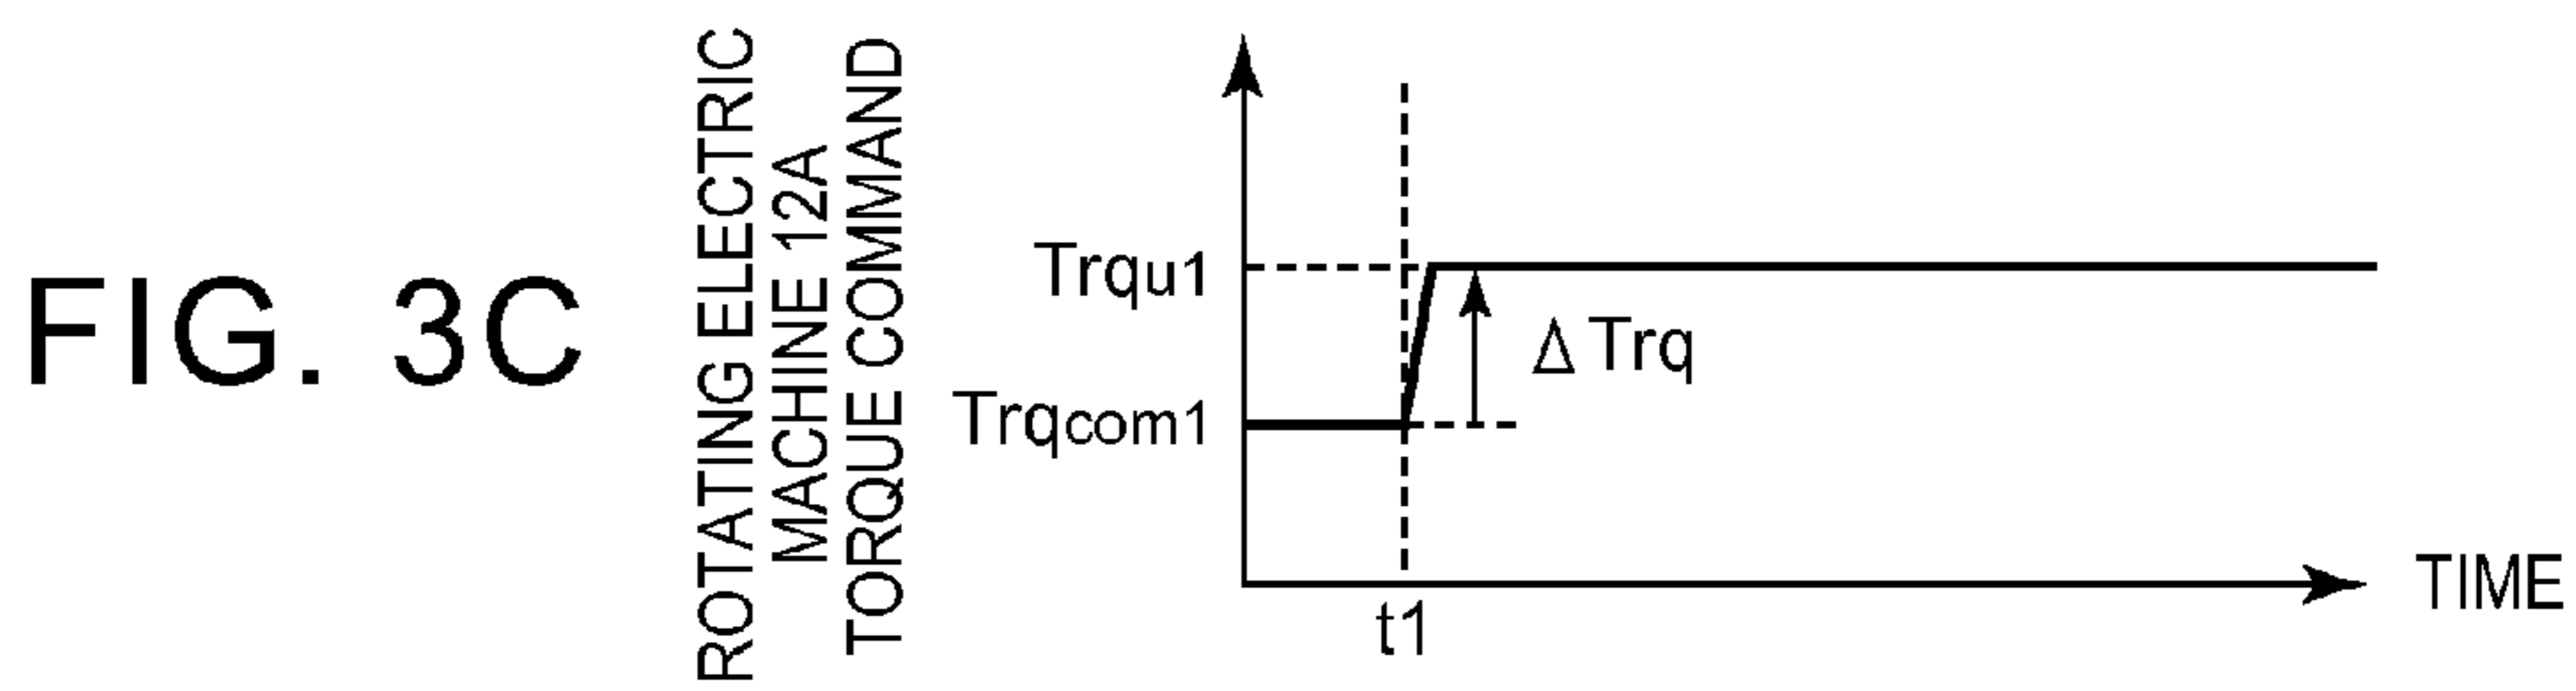 FIG. 3C
ROTATING ELECTRIC
MACHINE 12A
TORQUE COMMAND
Trqu1
Trqcom1
ΔTrq
t1
TIME